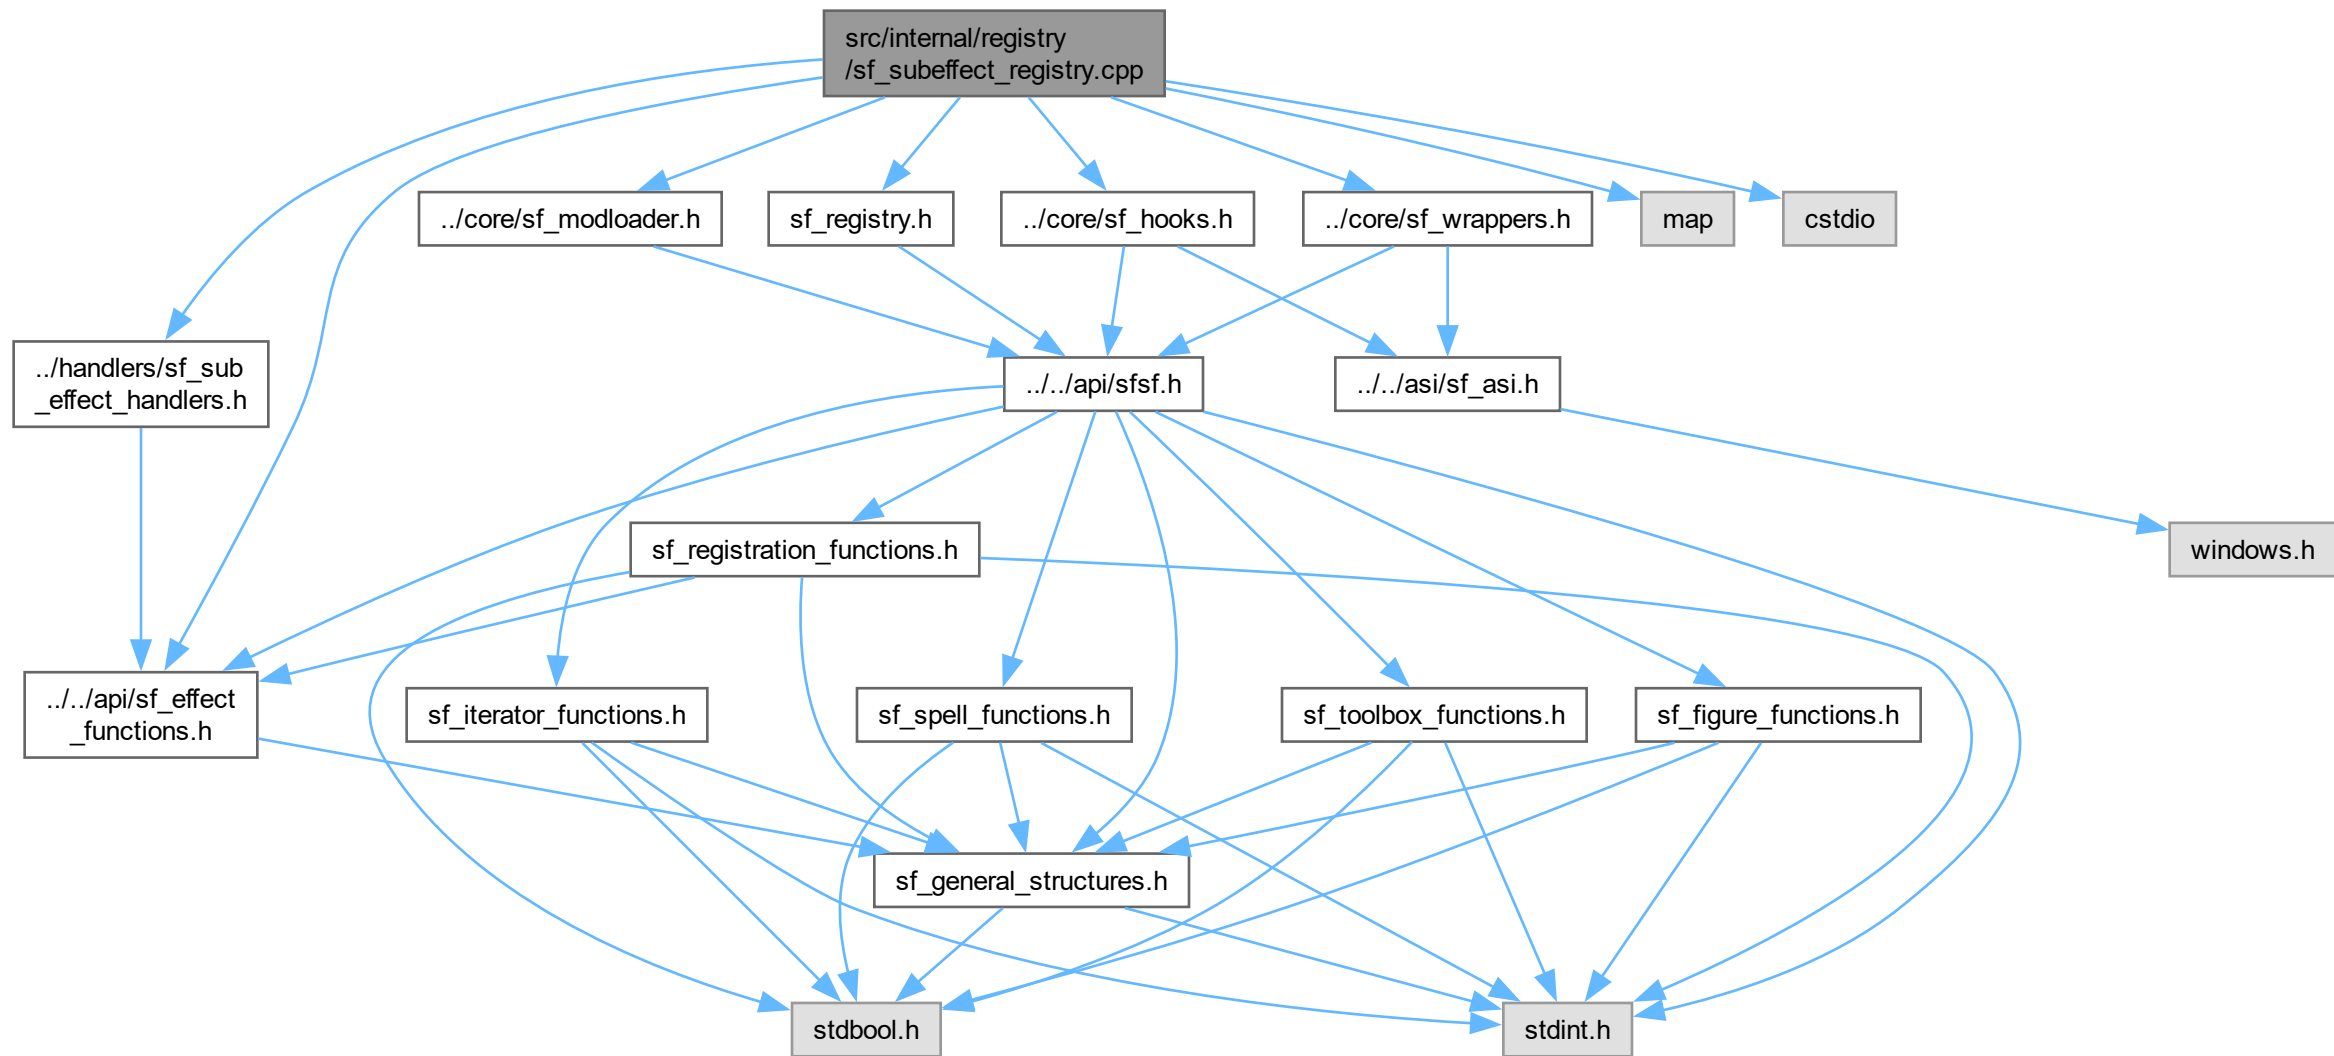 src/internal/registry
/sf_subeffect_registry.cpp
../core/sf_modloader.h
sf_registry.h
../core/sf_hooks.h
../core/sf_wrappers.h
map
cstdio
../handlers/sf_sub
_effect_handlers.h
../../api/sfsf.h
../../asi/sf_asi.h
sf_registration_functions.h
windows.h
../../api/sf_effect
_functions.h
sf_iterator_functions.h
sf_spell_functions.h
sf_toolbox_functions.h
sf_figure_functions.h
sf_general_structures.h
stdbool.h
stdint.h